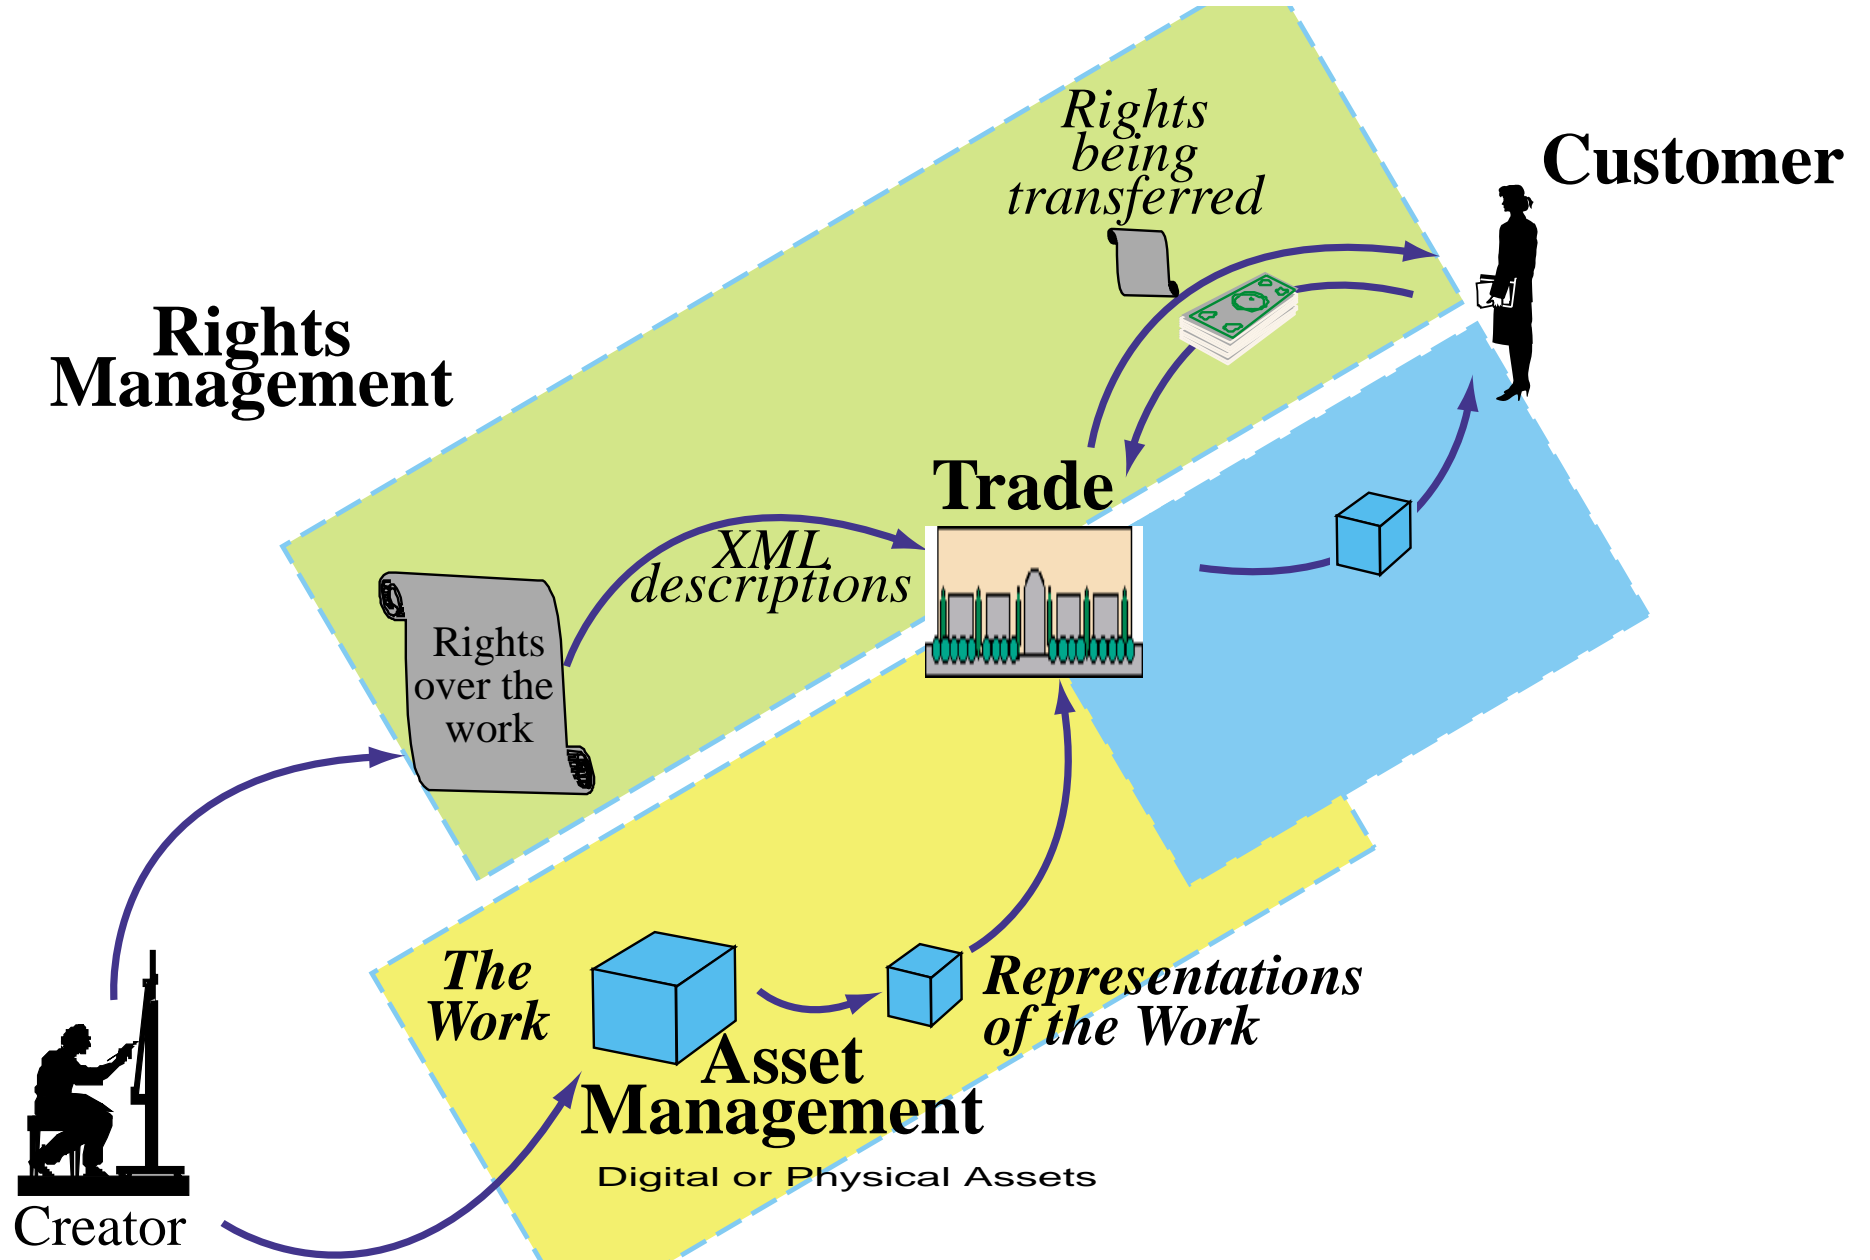 Rights
being
transferred
Customer
Rights
Management
Trade
XML
descriptions
Rights
over the
work
The
Work
Representations
of the Work
Asset
Management
Digital or Physical Assets
Creator